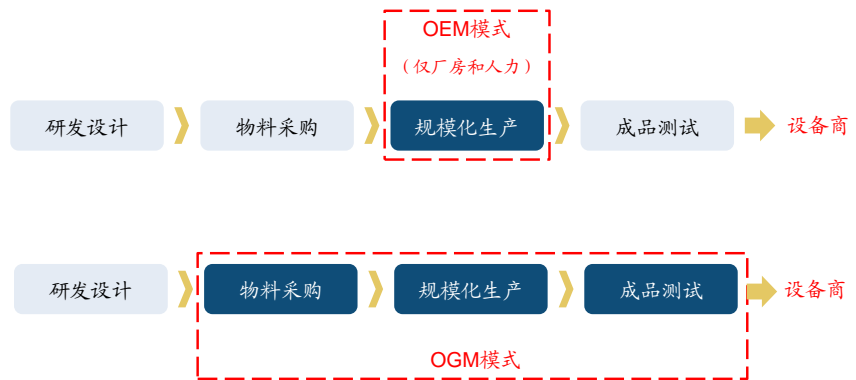 OEM模式
（仅厂房和人力）
研发设计
物料采购
规模化生产
成品测试
设备商
研发设计
物料采购
规模化生产
成品测试
设备商
OGM模式